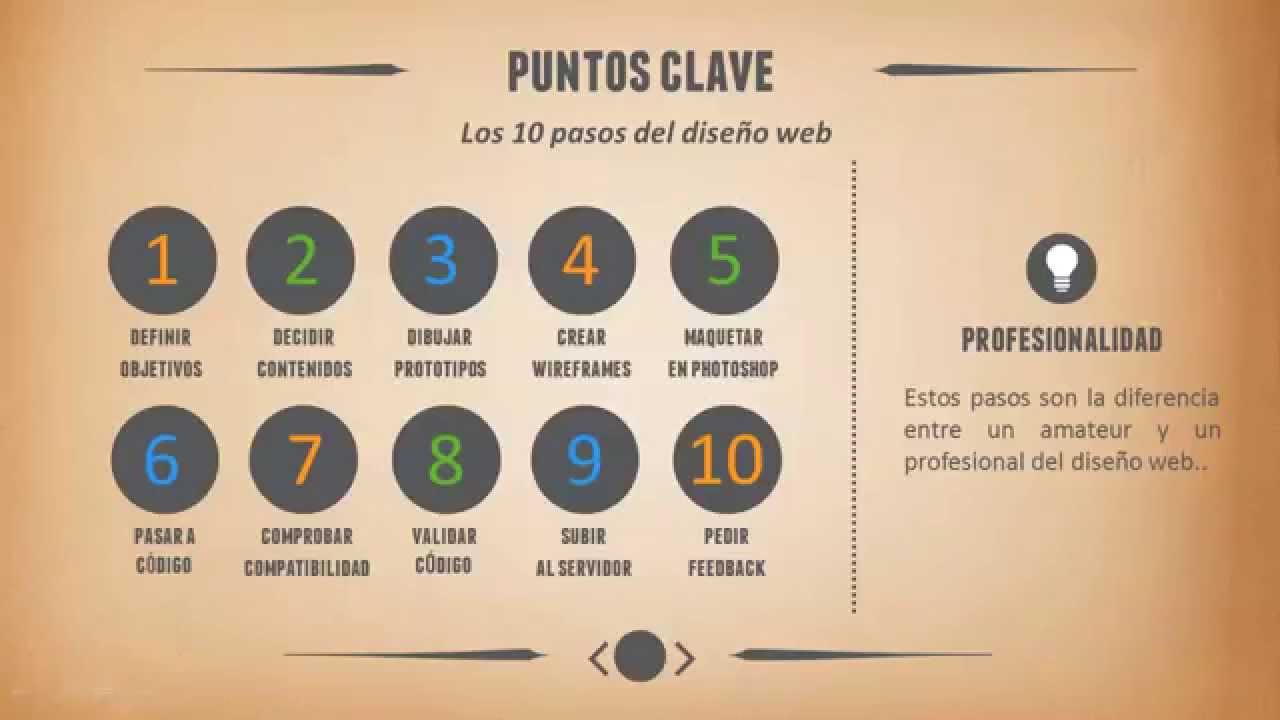 PUNTOS CLAVE
Los 10 pasos del diseño web
1 2 3 4 5
DEFINIR DECIDIR DIBUJAR CREAR MAQUETAR
OBJETIVOS CONTENIDOS PROTOTIPOS WIREFRAMES EN PHOTOSHOP
6 7 8 9 10
PASAR A COMPROBAR VALIDAR SUBIR PEDIR
CÓDIGO COMPATIBILIDAD CÓDIGO AL SERVIDOR FEEDBACK
PROFESIONALIDAD
Estos pasos son la diferencia
entre un amateur y un
profesional del diseño web..
< >